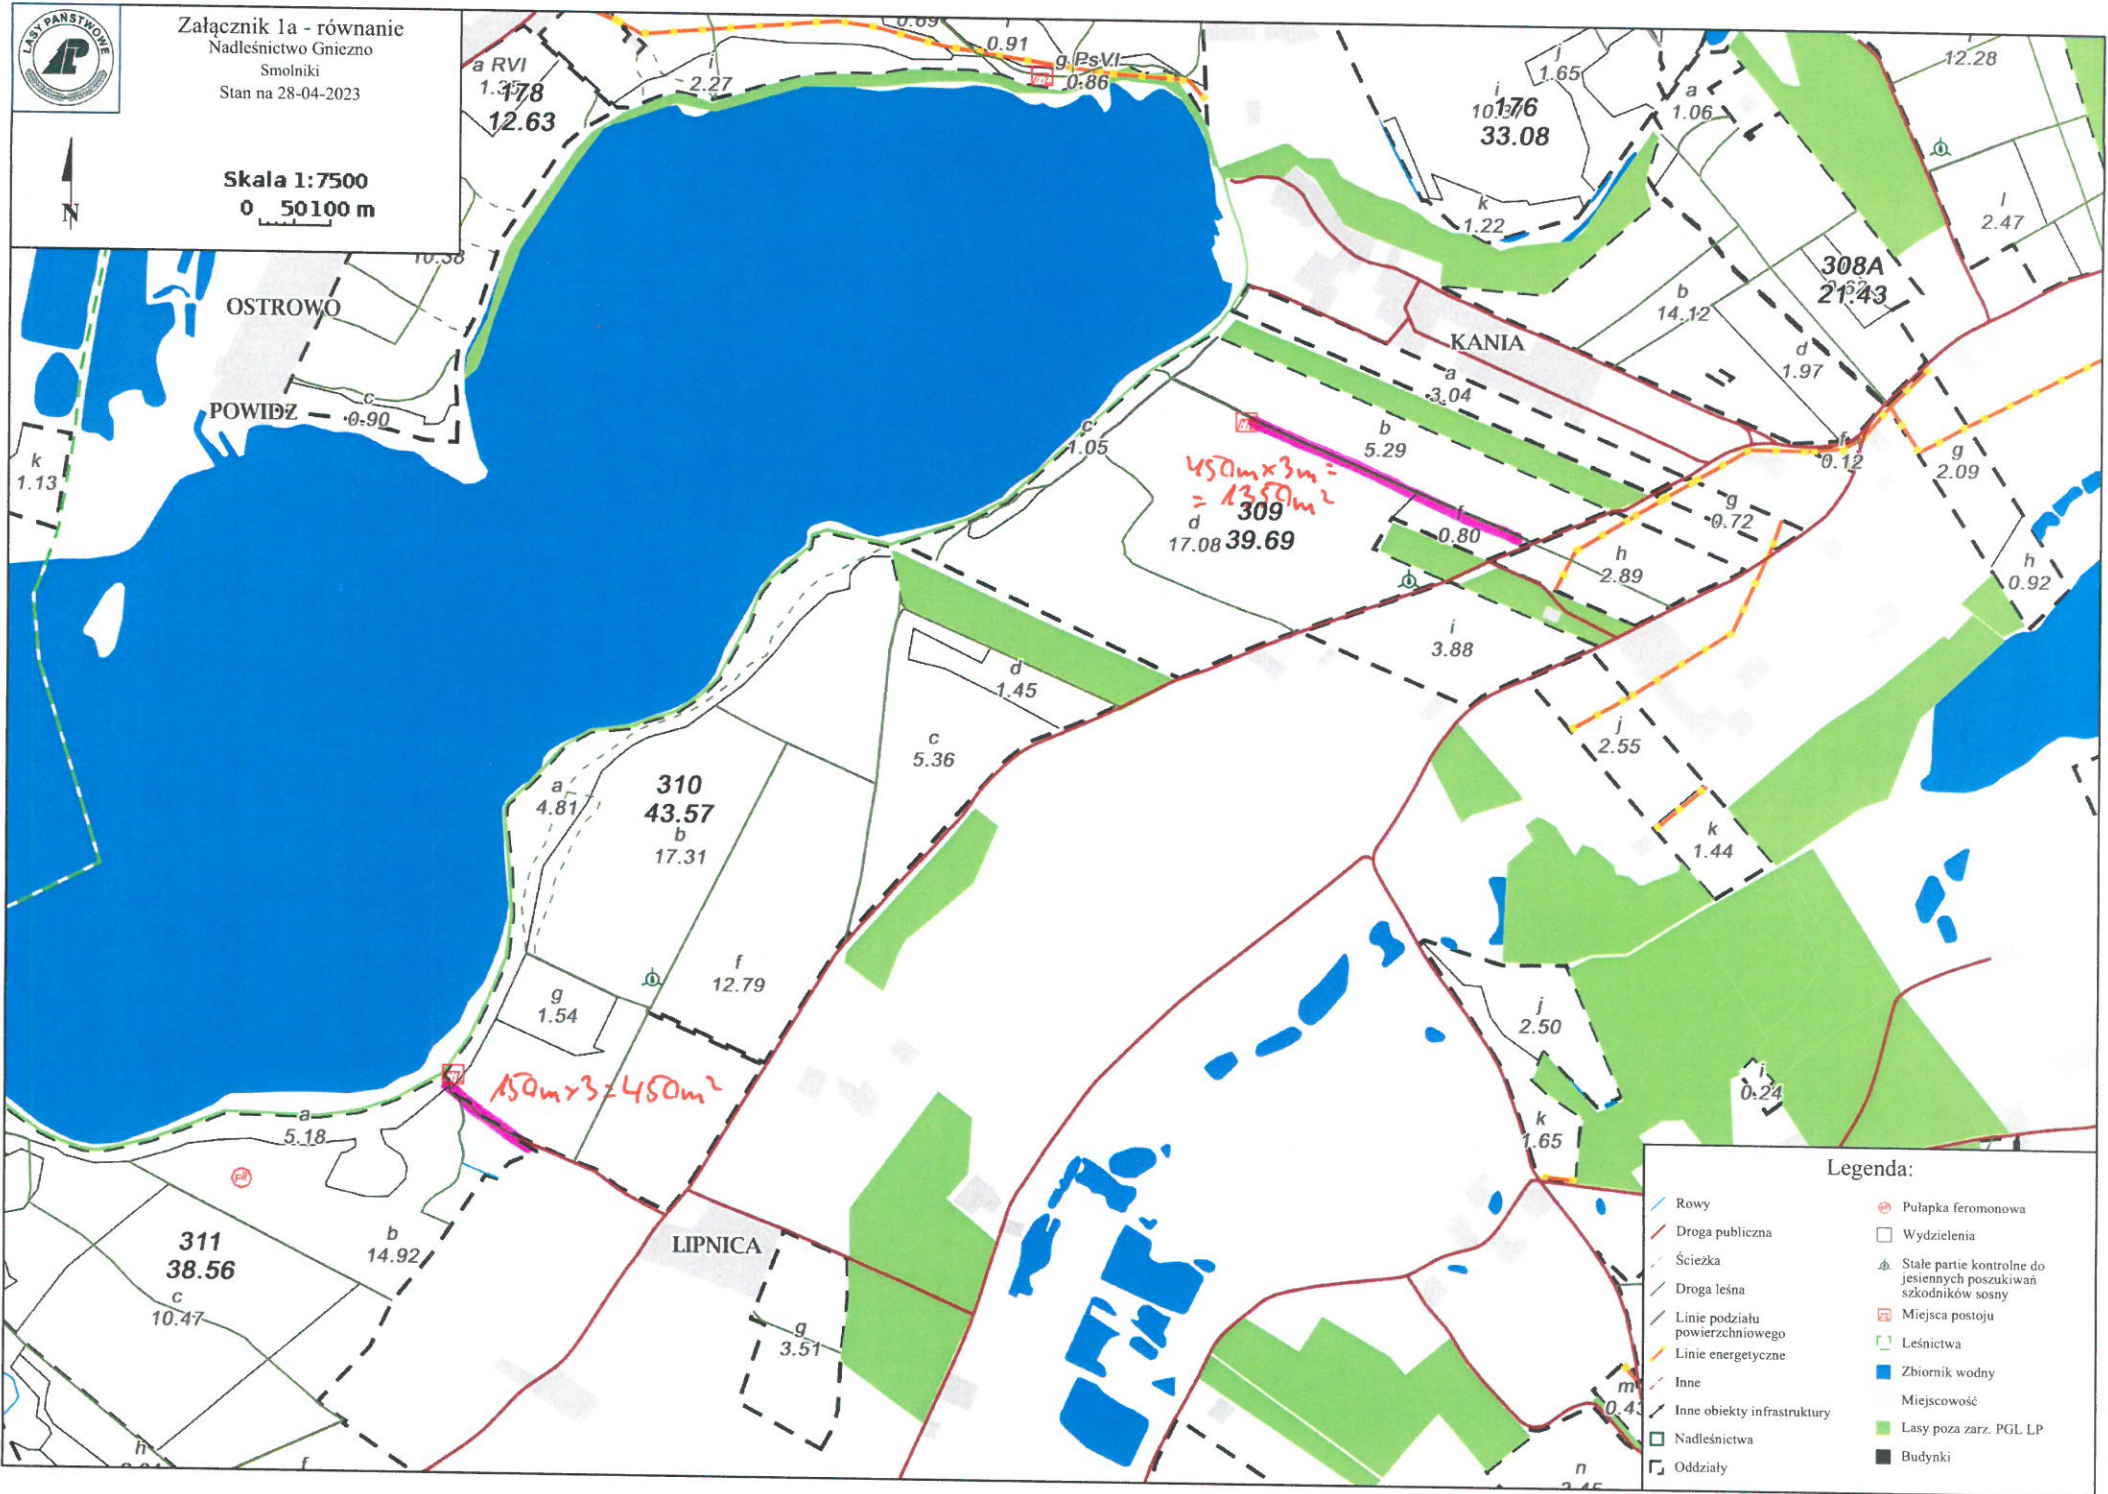 LASY PAŃSTWOWE
Załącznik 1a - równanie
Nadleśnictwo Gniezno
Smolniki
Stan na 28-04-2023
N
Skala 1:7500
0 50100 m
a RVI
178
12.63
i
2.27
0.91
g PsVI
0.86
i
176
33.08
j
1.65
a
1.06
k
1.22
12.28
l
2.47
308A
21.43
b
14.12
d
1.97
OSTROWO
POWIDZ
c
0.90
k
1.13
KANIA
a
3.04
b
5.29
c
1.05
450m x 3m =
= 1350m²
309
39.69
d
17.08
f
0.80
g
0.72
h
2.89
f
0.12
g
2.09
h
0.92
i
3.88
j
2.55
k
1.44
d
1.45
c
5.36
a
4.81
310
43.57
b
17.31
f
12.79
g
1.54
150m x 3 = 450m²
a
5.18
311
38.56
b
14.92
c
10.47
h
f
LIPNICA
g
3.51
j
2.50
k
1.65
i
0.24
m
n
Legenda:
Rowy
Droga publiczna
Ścieżka
Droga leśna
Linie podziału
powierzchniowego
Linie energetyczne
Inne
Inne obiekty infrastruktury
Nadleśnictwa
Oddziały
Pułapka feromonowa
Wydzielenia
Stałe partie kontrolne do
jesiennych poszukiwań
szkodników sosny
Miejsca postoju
Leśnictwa
Zbiornik wodny
Miejscowość
Lasy poza zarz. PGL LP
Budynki